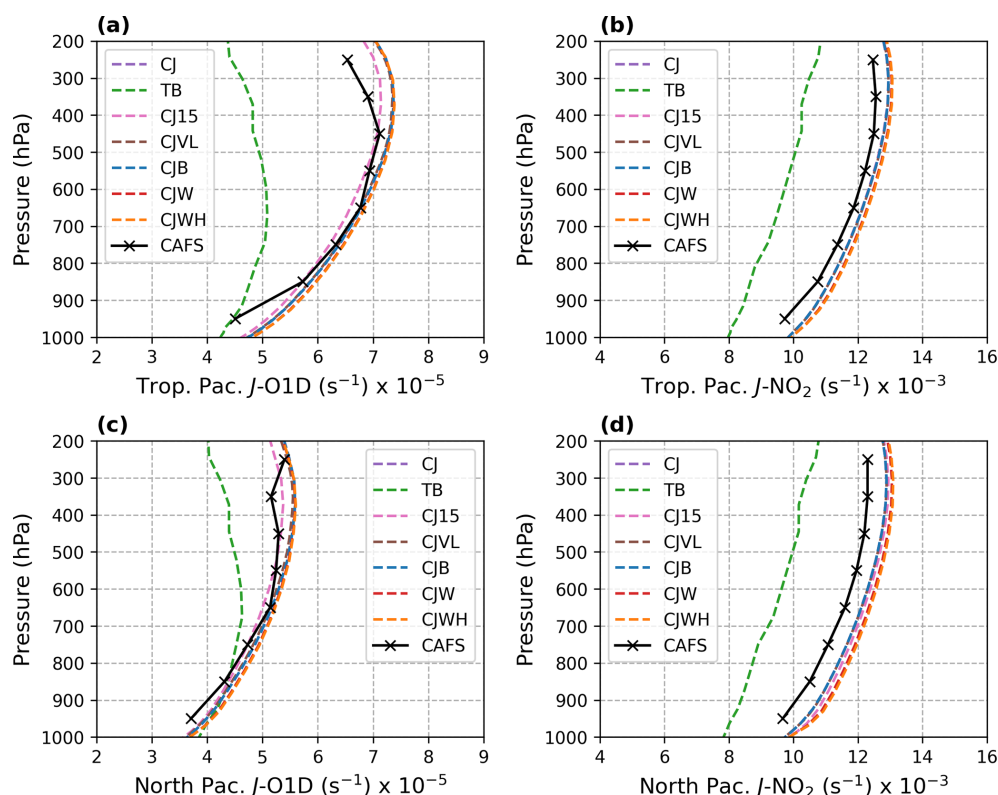 (a)
200
300
400
500
600
700
800
900
1000
Pressure (hPa)
CJ
TB
CJ15
CJVL
CJB
CJW
CJWH
CAFS
2 3 4 5 6 7 8 9
Trop. Pac. J-O1D (s⁻¹) x 10⁻⁵
(b)
200
300
400
500
600
700
800
900
1000
Pressure (hPa)
CJ
TB
CJ15
CJVL
CJB
CJW
CJWH
CAFS
4 6 8 10 12 14 16
Trop. Pac. J-NO₂ (s⁻¹) x 10⁻³
(c)
200
300
400
500
600
700
800
900
1000
Pressure (hPa)
CJ
TB
CJ15
CJVL
CJB
CJW
CJWH
CAFS
2 3 4 5 6 7 8 9
North Pac. J-O1D (s⁻¹) x 10⁻⁵
(d)
200
300
400
500
600
700
800
900
1000
Pressure (hPa)
CJ
TB
CJ15
CJVL
CJB
CJW
CJWH
CAFS
4 6 8 10 12 14 16
North Pac. J-NO₂ (s⁻¹) x 10⁻³